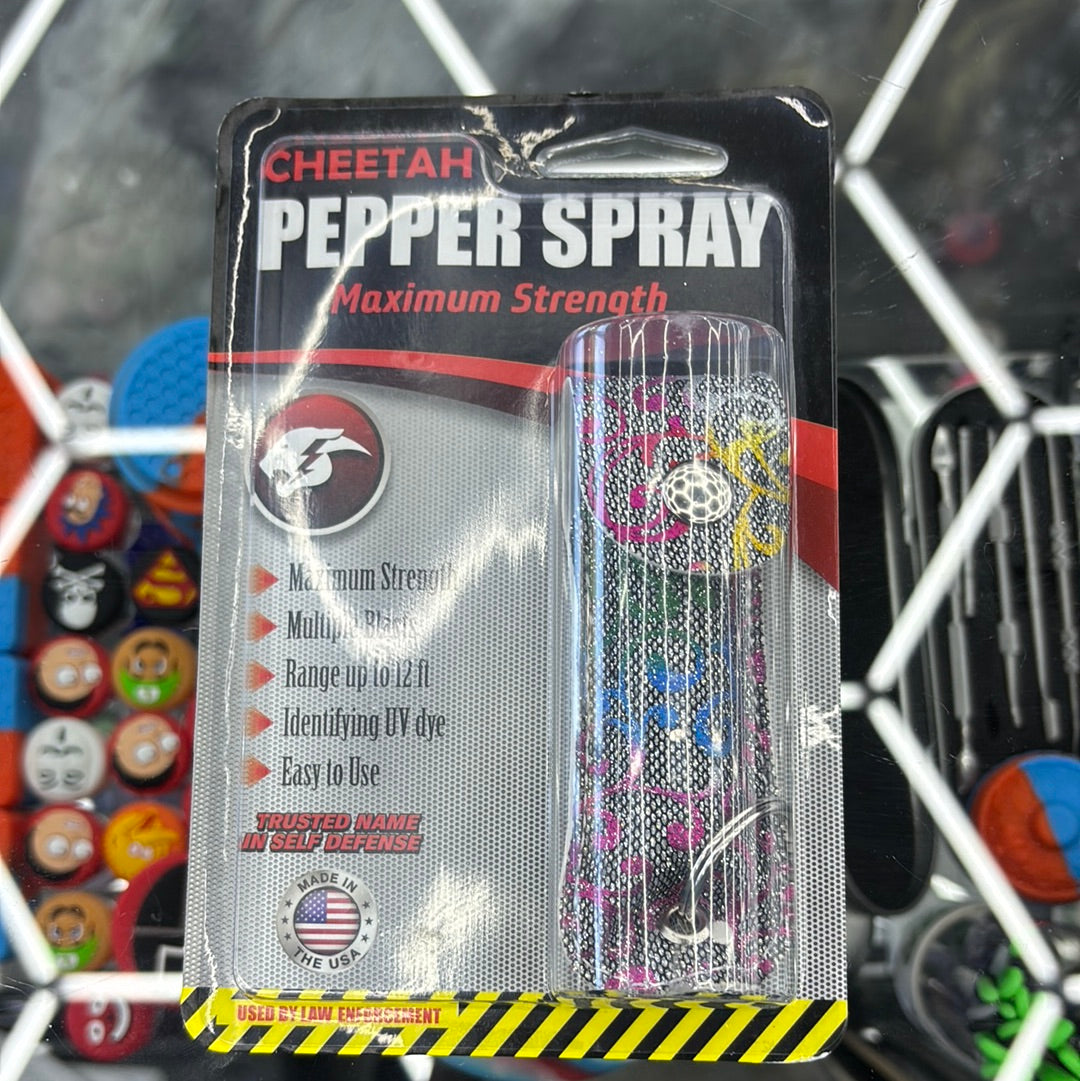 CHEETAH
PEPPER SPRAY
Maximum Strength
Maximum Strength
Multiple Blasts
Range up to 12 ft
Identifying UV dye
Easy to Use
TRUSTED NAME
IN SELF DEFENSE
MADE IN
THE USA
USED BY LAW ENFORCEMENT